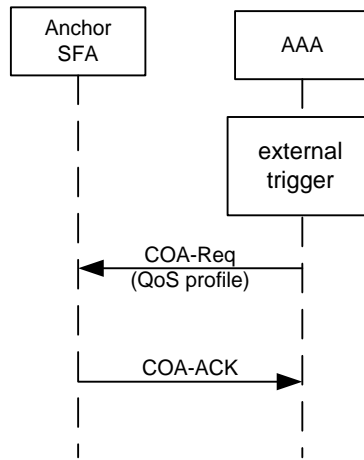 Anchor
SFA
AAA
external
trigger
COA-Req
(QoS profile)
COA-ACK